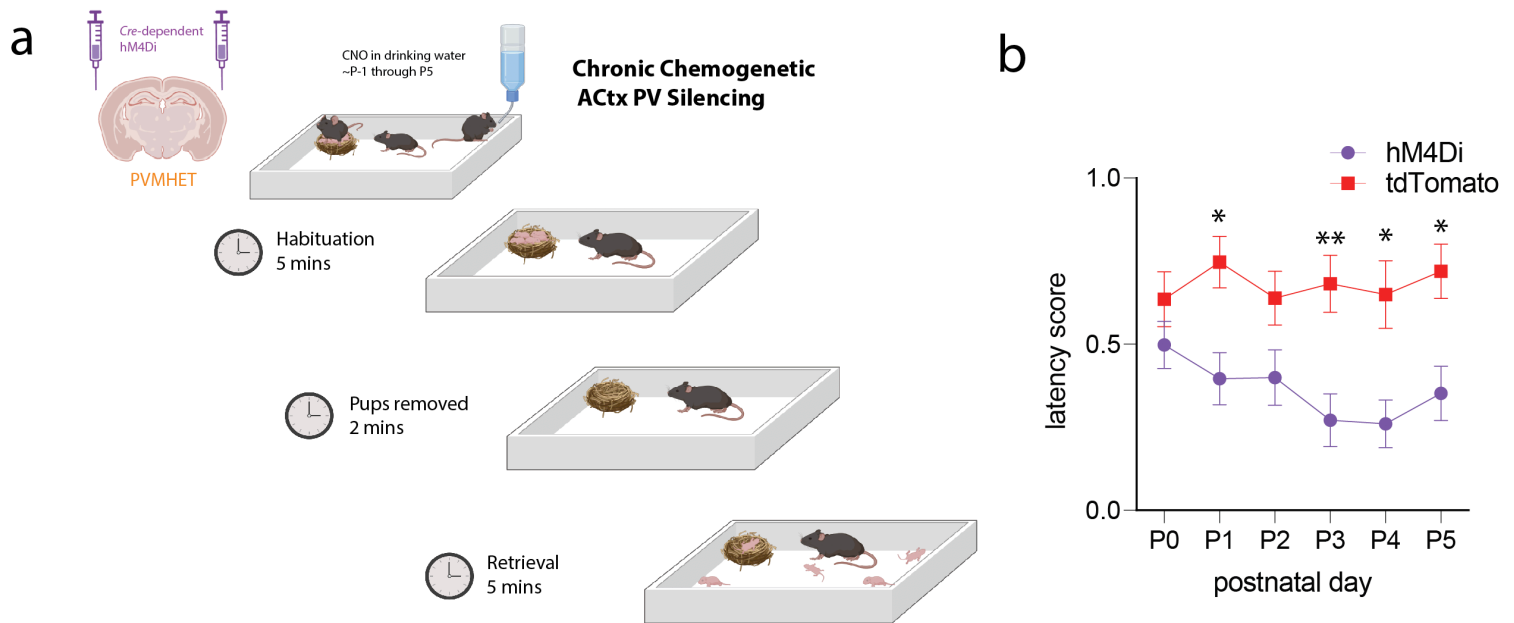 a
Cre-dependent
hM4Di
PVMHET
CNO in drinking water
~P-1 through P5
Chronic Chemogenetic
ACtx PV Silencing
Habituation
5 mins
Pups removed
2 mins
Retrieval
5 mins
b
hM4Di
tdTomato
1.0
0.5
0.0
latency score
*
**
*
*
P0 P1 P2 P3 P4 P5
postnatal day